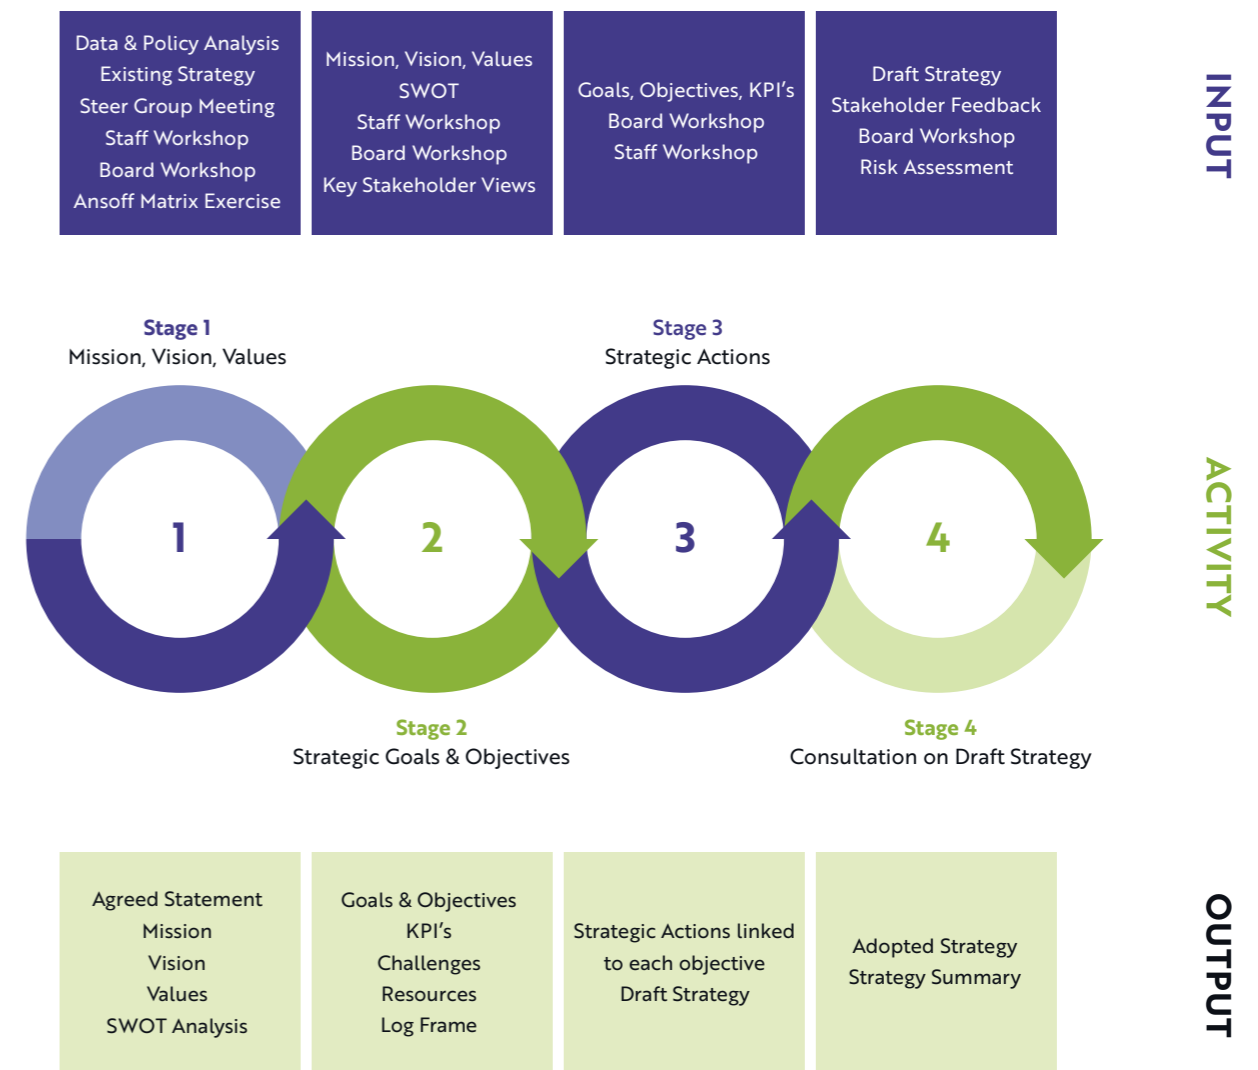 Data & Policy Analysis
Existing Strategy
Steer Group Meeting
Staff Workshop
Board Workshop
Ansoff Matrix Exercise
Mission, Vision, Values
SWOT
Staff Workshop
Board Workshop
Key Stakeholder Views
Goals, Objectives, KPI’s
Board Workshop
Staff Workshop
Draft Strategy
Stakeholder Feedback
Board Workshop
Risk Assessment
INPUT
Stage 1
Mission, Vision, Values
Stage 3
Strategic Actions
1
2
3
4
ACTIVITY
Stage 2
Strategic Goals & Objectives
Stage 4
Consultation on Draft Strategy
Agreed Statement
Mission
Vision
Values
SWOT Analysis
Goals & Objectives
KPI’s
Challenges
Resources
Log Frame
Strategic Actions linked
to each objective
Draft Strategy
Adopted Strategy
Strategy Summary
OUTPUT